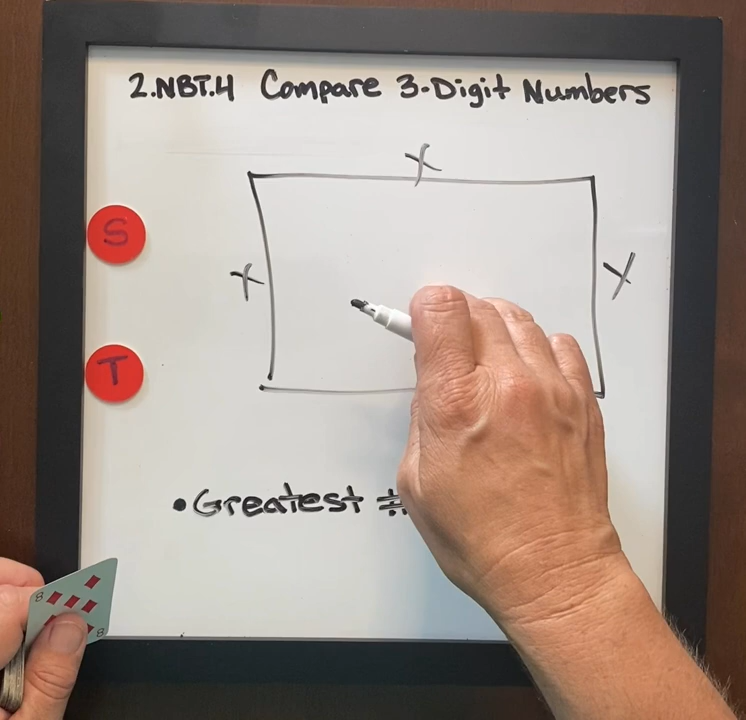 2.NBT.4 Compare 3-Digit Numbers
X
S
X
X
T
• Greatest #
8
8